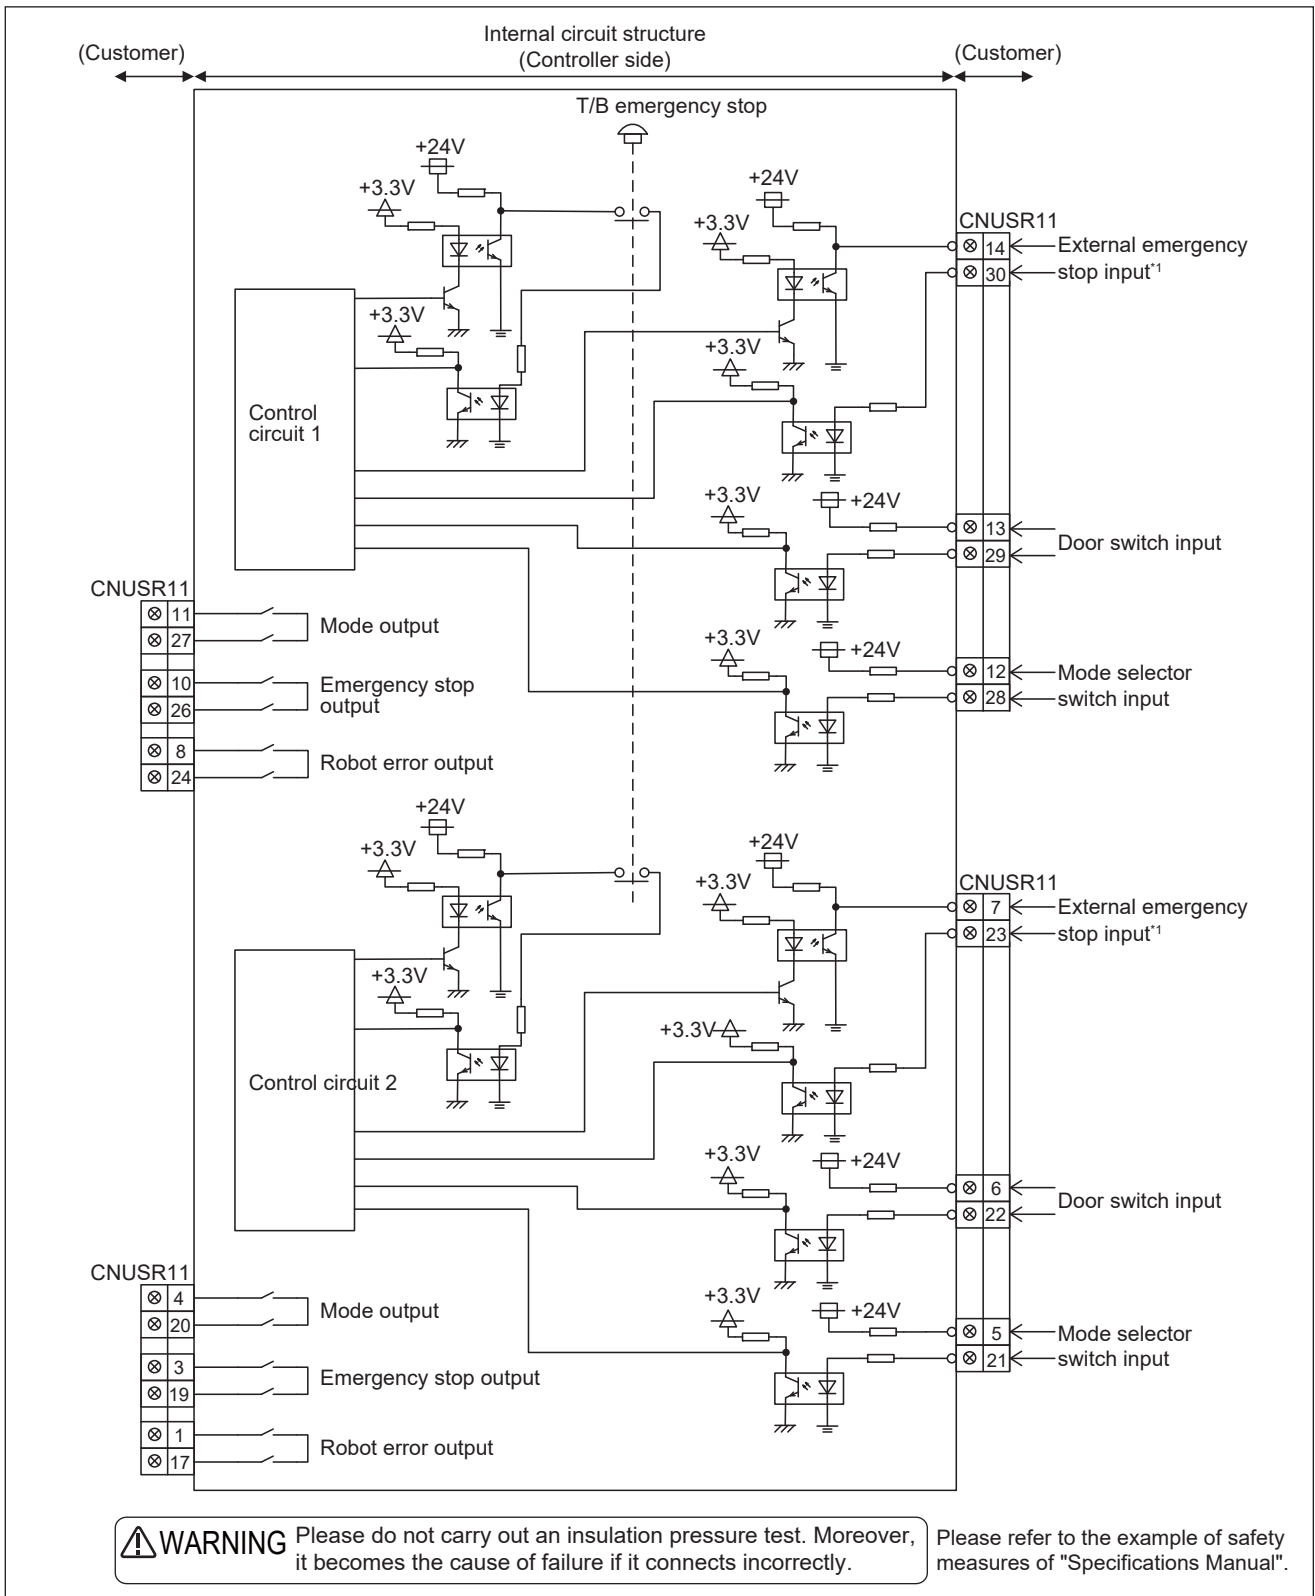 Internal circuit structure
(Controller side)
(Customer)
(Customer)
T/B emergency stop
+24V
+3.3V
+24V
+3.3V
CNUSR11
14
External emergency
30
stop input*1
+3.3V
+3.3V
Control
circuit 1
+3.3V
+24V
13
29
Door switch input
CNUSR11
11
27
Mode output
+3.3V
+24V
12
Mode selector
28
switch input
10
Emergency stop
26
output
8
24
Robot error output
+24V
+3.3V
+24V
+3.3V
CNUSR11
7
External emergency
23
stop input*1
+3.3V
+3.3V
Control circuit 2
+3.3V
+24V
6
22
Door switch input
CNUSR11
4
20
Mode output
+3.3V
+24V
5
Mode selector
21
switch input
3
19
Emergency stop output
1
17
Robot error output
WARNING
Please do not carry out an insulation pressure test. Moreover,
it becomes the cause of failure if it connects incorrectly.
Please refer to the example of safety
measures of "Specifications Manual".